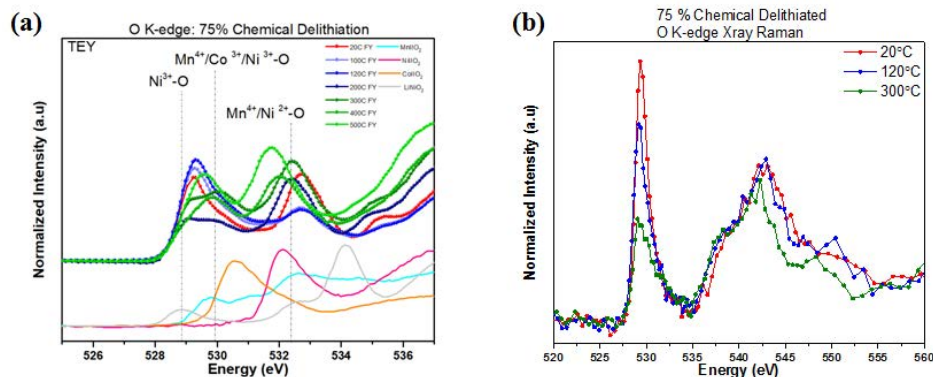 (a)
O K-edge: 75% Chemical Delithiation
TEY
Mn4+/Co 3+/Ni 3+-O
Ni3+-O
Mn4+/Ni 2+-O
20C FY
100C FY
120C FY
200C FY
300C FY
400C FY
500C FY
MnIIO2
NiIIO
CoIIO2
LiNiO2
Normalized Intensity (a.u)
526 528 530 532 534 536
Energy (eV)
(b)
75 % Chemical Delithiated
O K-edge Xray Raman
20°C
120°C
300°C
Normalized Intensity (a.u)
520 525 530 535 540 545 550 555 560
Energy (eV)